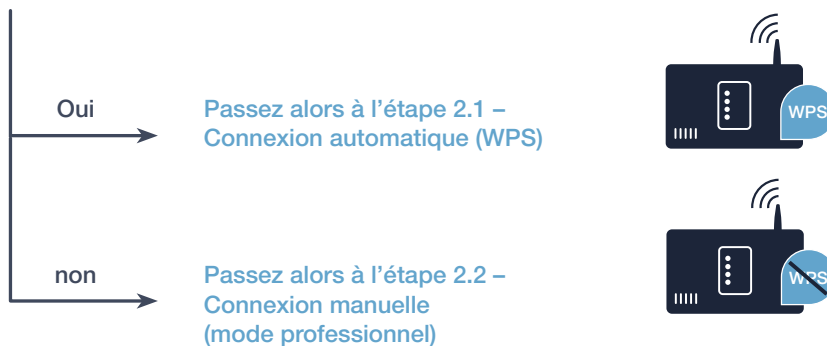 Oui
Passez alors à l’étape 2.1 –
Connexion automatique (WPS)
WPS
non
Passez alors à l’étape 2.2 –
Connexion manuelle
(mode professionnel)
WPS